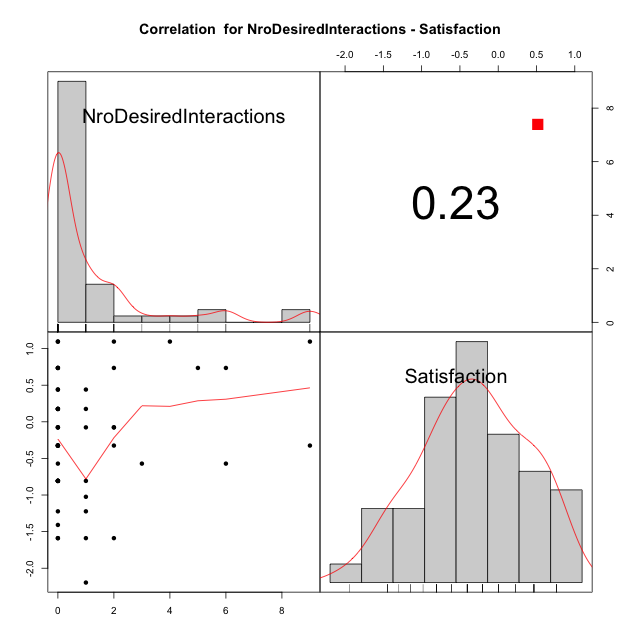 Correlation  for NroDesiredInteractions - Satisfaction
-2.0 -1.5 -1.0 -0.5 0.0 0.5 1.0
NroDesiredInteractions
0.23
8
6
4
2
0
1.0
0.5
0.0
-0.5
-1.0
-1.5
-2.0
Satisfaction
0 2 4 6 8